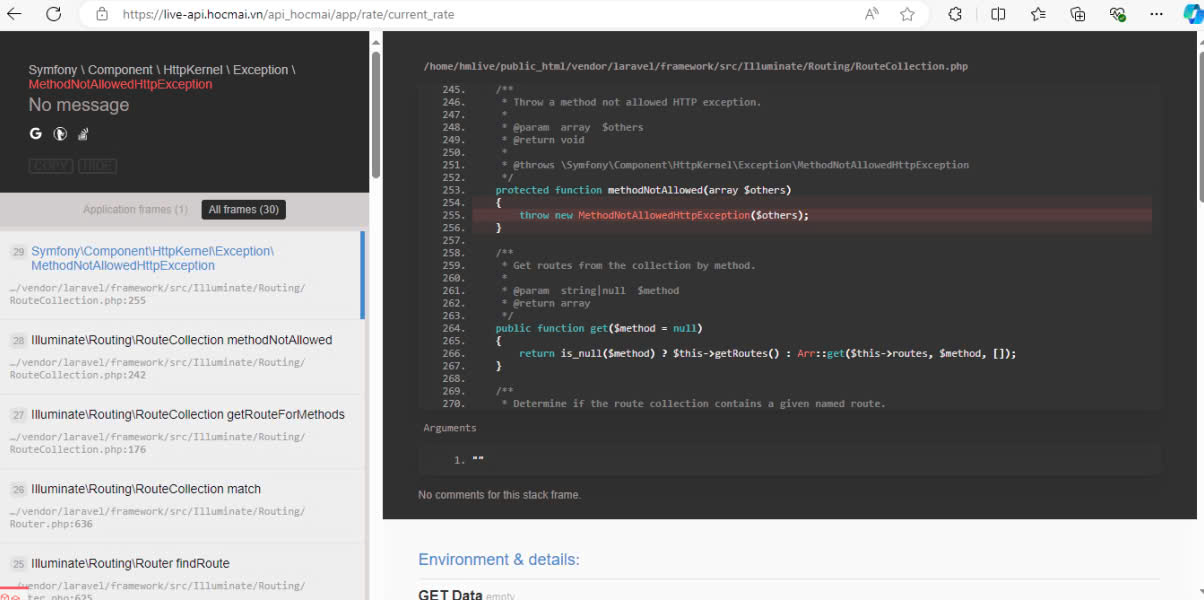 https://live-api.hocmai.vn/api_hocmai/app/rate/current_rate
Symfony \ Component \ HttpKernel \ Exception \
MethodNotAllowedHttpException
No message
COPY HIDE
Application frames (1) All frames (30)
29 Symfony\Component\HttpKernel\Exception\
MethodNotAllowedHttpException
…/vendor/laravel/framework/src/Illuminate/Routing/
RouteCollection.php:255
28 Illuminate\Routing\RouteCollection methodNotAllowed
…/vendor/laravel/framework/src/Illuminate/Routing/
RouteCollection.php:242
27 Illuminate\Routing\RouteCollection getRouteForMethods
…/vendor/laravel/framework/src/Illuminate/Routing/
RouteCollection.php:176
26 Illuminate\Routing\RouteCollection match
…/vendor/laravel/framework/src/Illuminate/Routing/
Router.php:636
25 Illuminate\Routing\Router findRoute
/vendor/laravel/framework/src/Illuminate/Routing/
ter.php:625
/home/hmlive/public_html/vendor/laravel/framework/src/Illuminate/Routing/RouteCollection.php
245. /**
246. * Throw a method not allowed HTTP exception.
247. *
248. * @param array $others
249. * @return void
250. *
251. * @throws \Symfony\Component\HttpKernel\Exception\MethodNotAllowedHttpException
252. */
253. protected function methodNotAllowed(array $others)
254. {
255. throw new MethodNotAllowedHttpException($others);
256. }
257.
258. /**
259. * Get routes from the collection by method.
260. *
261. * @param string|null $method
262. * @return array
263. */
264. public function get($method = null)
265. {
266. return is_null($method) ? $this->getRoutes() : Arr::get($this->routes, $method, []);
267. }
268.
269. /**
270. * Determine if the route collection contains a given named route.
Arguments
1. ""
No comments for this stack frame.
Environment & details:
GET Data empty